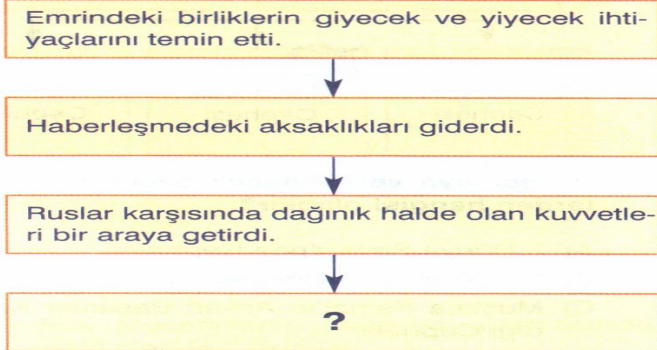 Emrindeki birliklerin giyecek ve yiyecek ihti-
yaçlarını temin etti.
Haberleşmedeki aksaklıkları giderdi.
Ruslar karşısında dağınık halde olan kuvvetle-
ri bir araya getirdi.
?